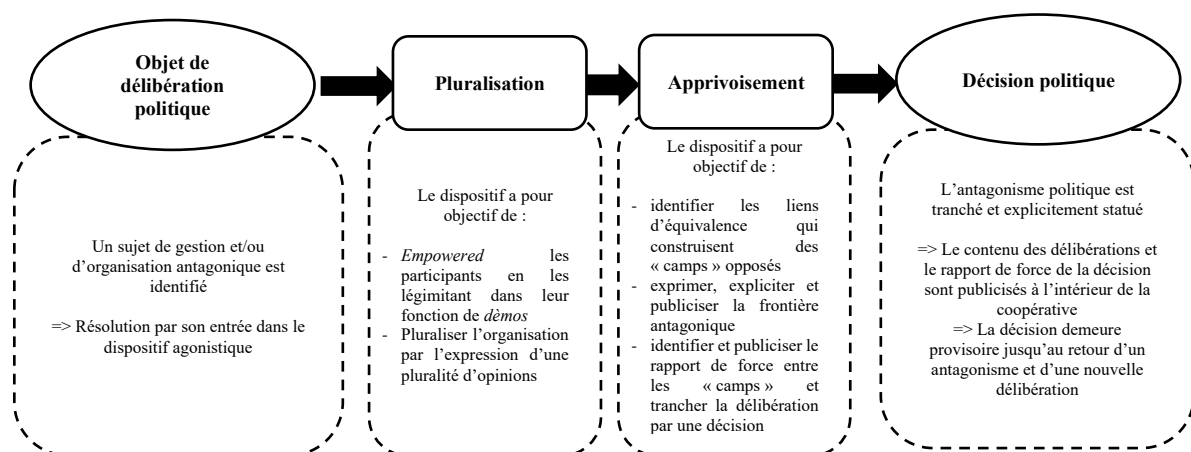 Objet de
délibération
politique
Un sujet de gestion et/ou
d'organisation antagonique est
identifié
=> Résolution par son entrée dans le
dispositif agonistique
Pluralisation
Le dispositif a pour
objectif de :
- Empowered les
participants en les
légimitant dans leur
fonction de dèmos
- Pluraliser l'organisation
par l'expression d'une
pluralité d'opinions
Apprivoisement
Le dispositif a pour
objectif de :
- identifier les liens
d'équivalence qui
construisent des
« camps » opposés
- exprimer, expliciter et
publiciser la frontière
antagonique
- identifier et publiciser le
rapport de force entre
les « camps » et
trancher la délibération
par une décision
Décision politique
L'antagonisme politique est
tranché et explicitement statué
=> Le contenu des délibérations et
le rapport de force de la décision
sont publicisés à l'intérieur de la
coopérative
=> La décision demeure
provisoire jusqu'au retour d'un
antagonisme et d'une nouvelle
délibération